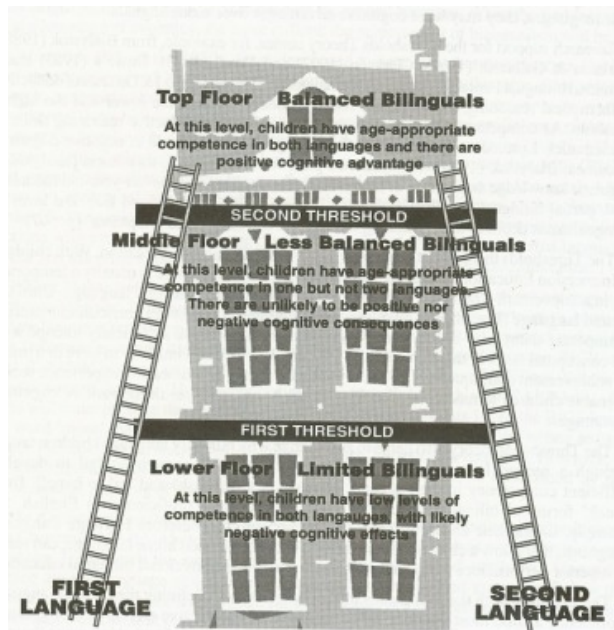 Top Floor Balanced Bilinguals
At this level, children have age-appropriate
competence in both languages and there are
positive cognitive advantage
SECOND THRESHOLD
Middle Floor Less Balanced Bilinguals
At this level, children have age-appropriate
competence in one but not two languages.
There are unlikely to be positive nor
negative cognitive consequences
FIRST THRESHOLD
Lower Floor Limited Bilinguals
At this level, children have low levels of
competence in both langauges, with likely
negative cognitive effects
FIRST
LANGUAGE
SECOND
LANGUAGE